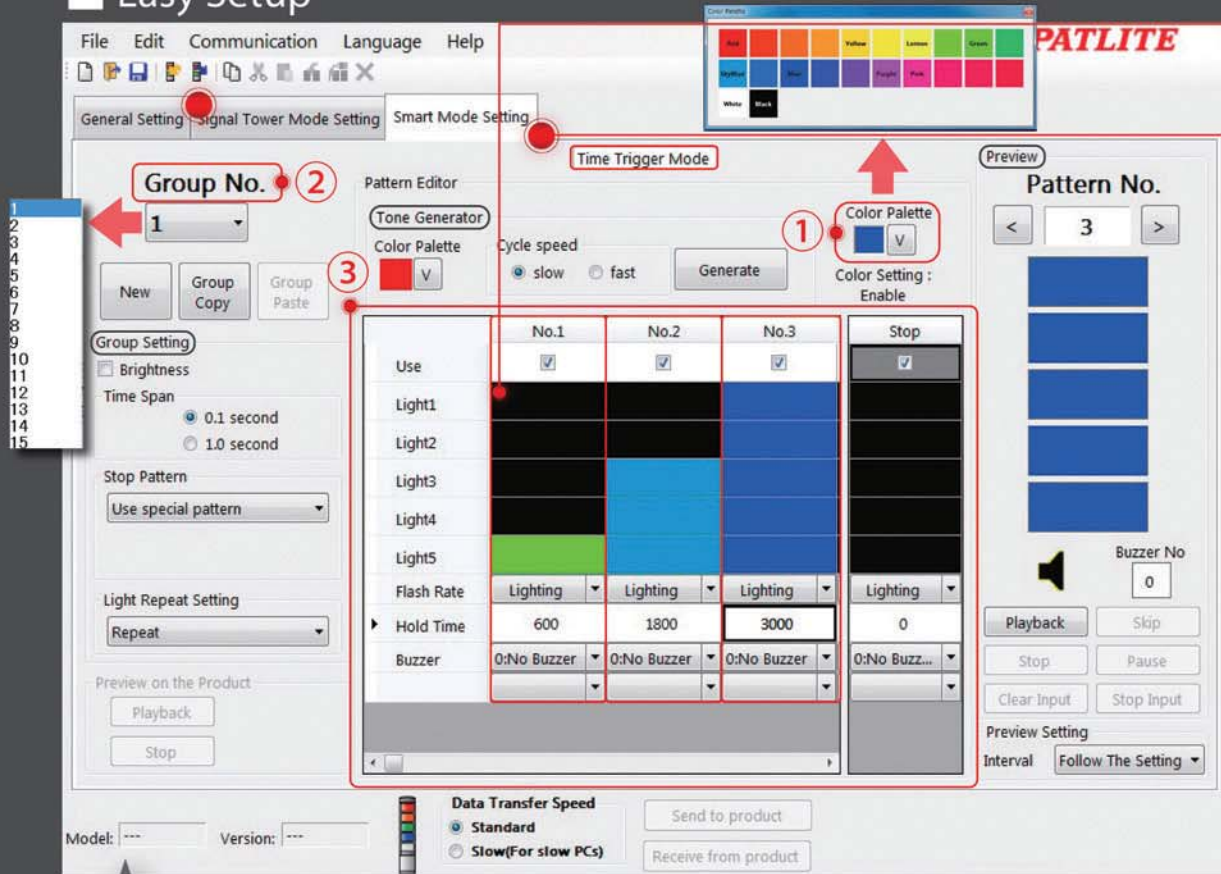 Easy Setup
File Edit Communication Language Help
PATLITE
Color Palette
Red Yellow Lemon Green
SkyBlue Blue Purple Pink
White Black
General Setting Signal Tower Mode Setting Smart Mode Setting
Time Trigger Mode
Group No. ②
1
1
2
3
4
5
6
7
8
9
10
11
12
13
14
15
New
Group Copy
Group Paste
Group Setting
Brightness
Time Span
0.1 second
1.0 second
Stop Pattern
Use special pattern
Light Repeat Setting
Repeat
Preview on the Product
Playback
Stop
Pattern Editor
Tone Generator
Color Palette
V
Cycle speed
slow fast
Generate
①
Color Palette
V
Color Setting :
Enable
③
No.1 No.2 No.3 Stop
Use
Light1
Light2
Light3
Light4
Light5
Flash Rate Lighting Lighting Lighting Lighting
Hold Time 600 1800 3000 0
Buzzer 0:No Buzzer 0:No Buzzer 0:No Buzzer 0:No Buzz...
Preview
Pattern No.
< 3 >
Buzzer No
0
Playback Skip
Stop Pause
Clear Input Stop Input
Preview Setting
Interval Follow The Setting
Model: --- Version: ---
Data Transfer Speed
Standard
Slow(For slow PCs)
Send to product
Receive from product